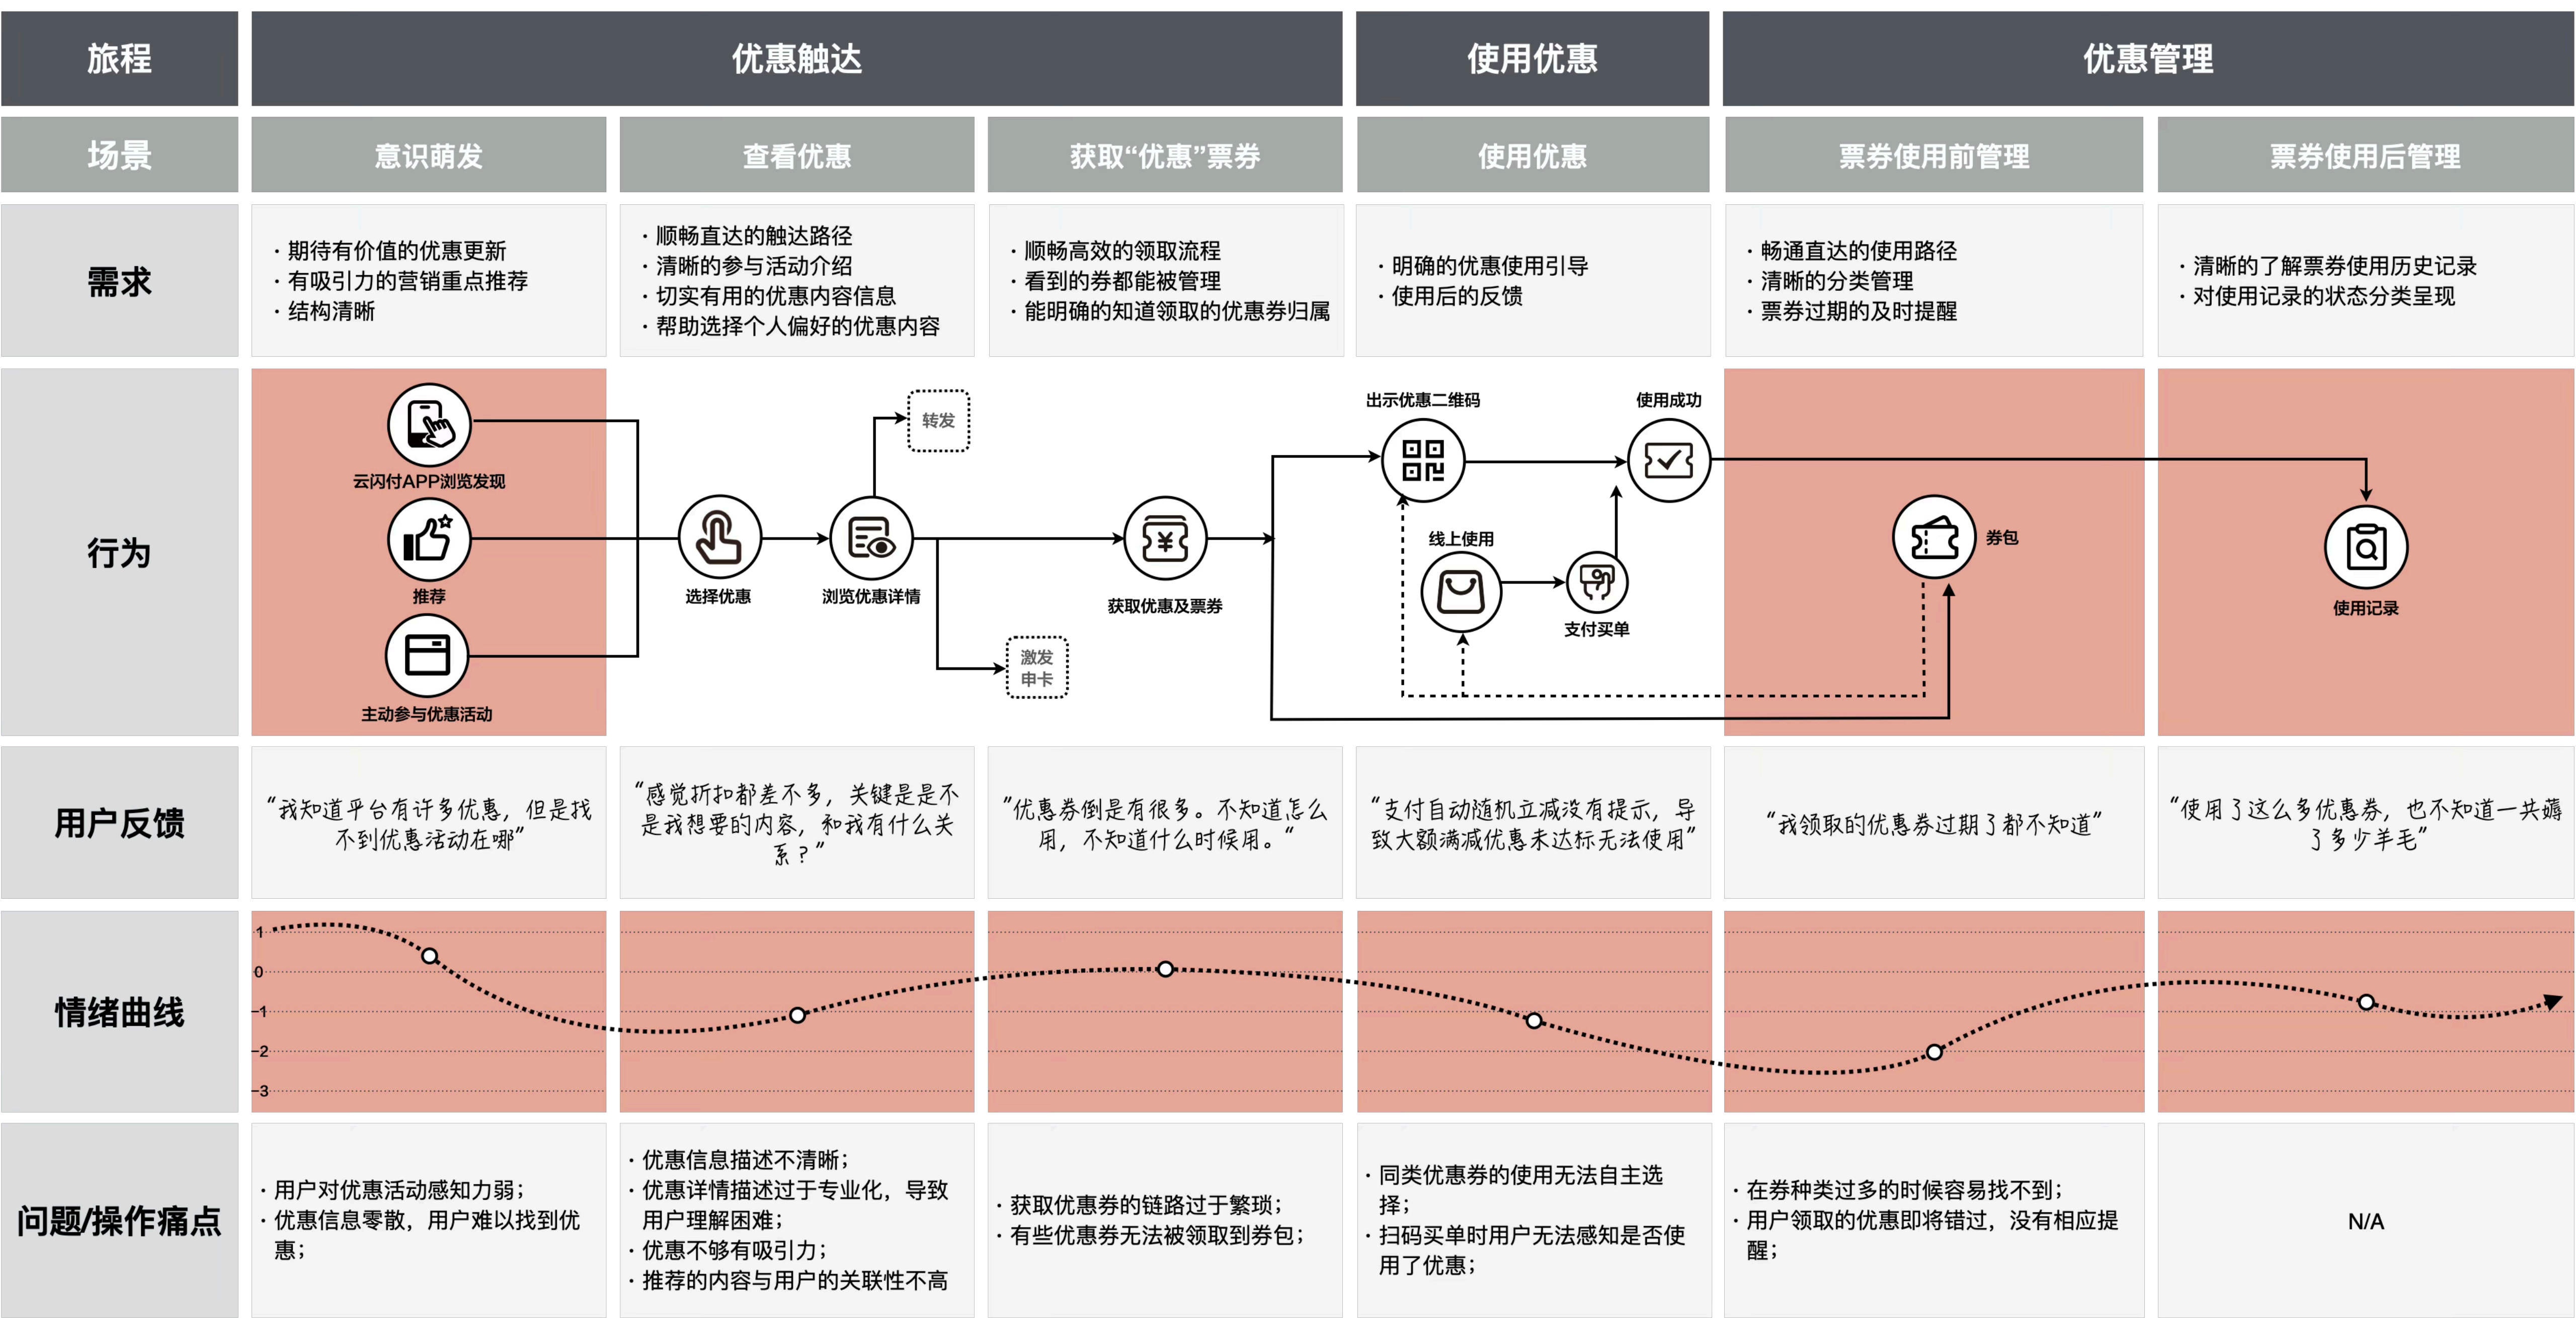 旅程
优惠触达
使用优惠
优惠管理
场景
意识萌发
查看优惠
获取“优惠”票券
使用优惠
票券使用前管理
票券使用后管理
需求
· 期待有价值的优惠更新
· 有吸引力的营销重点推荐
· 结构清晰
· 顺畅直达的触达路径
· 清晰的参与活动介绍
· 切实有用的优惠内容信息
· 帮助选择个人偏好的优惠内容
· 顺畅高效的领取流程
· 看到的券都能被管理
· 能明确的知道领取的优惠券归属
· 明确的优惠使用引导
· 使用后的反馈
· 畅通直达的使用路径
· 清晰的分类管理
· 票券过期的及时提醒
· 清晰的了解票券使用历史记录
· 对使用记录的状态分类呈现
行为
云闪付APP浏览发现
推荐
主动参与优惠活动
选择优惠
浏览优惠详情
转发
激发
申卡
获取优惠及票券
出示优惠二维码
使用成功
线上使用
支付买单
券包
使用记录
用户反馈
“我知道平台有许多优惠，但是找
不到优惠活动在哪”
“感觉折扣都差不多，关键是是不
是我想要的内容，和我有什么关
系？”
“优惠券倒是有很多。不知道怎么
用，不知道什么时候用。“
“支付自动随机立减没有提示，导
致大额满减优惠未达标无法使用”
“我领取的优惠券过期了都不知道”
“使用了这么多优惠券，也不知道一共薅
了多少羊毛”
情绪曲线
1
0
-1
-2
-3
问题/操作痛点
· 用户对优惠活动感知力弱；
· 优惠信息零散，用户难以找到优
惠；
· 优惠信息描述不清晰；
· 优惠详情描述过于专业化，导致
用户理解困难；
· 优惠不够有吸引力；
· 推荐的内容与用户的关联性不高
· 获取优惠券的链路过于繁琐；
· 有些优惠券无法被领取到券包；
· 同类优惠券的使用无法自主选
择；
· 扫码买单时用户无法感知是否使
用了优惠；
· 在券种类过多的时候容易找不到；
· 用户领取的优惠即将错过，没有相应提
醒；
N/A